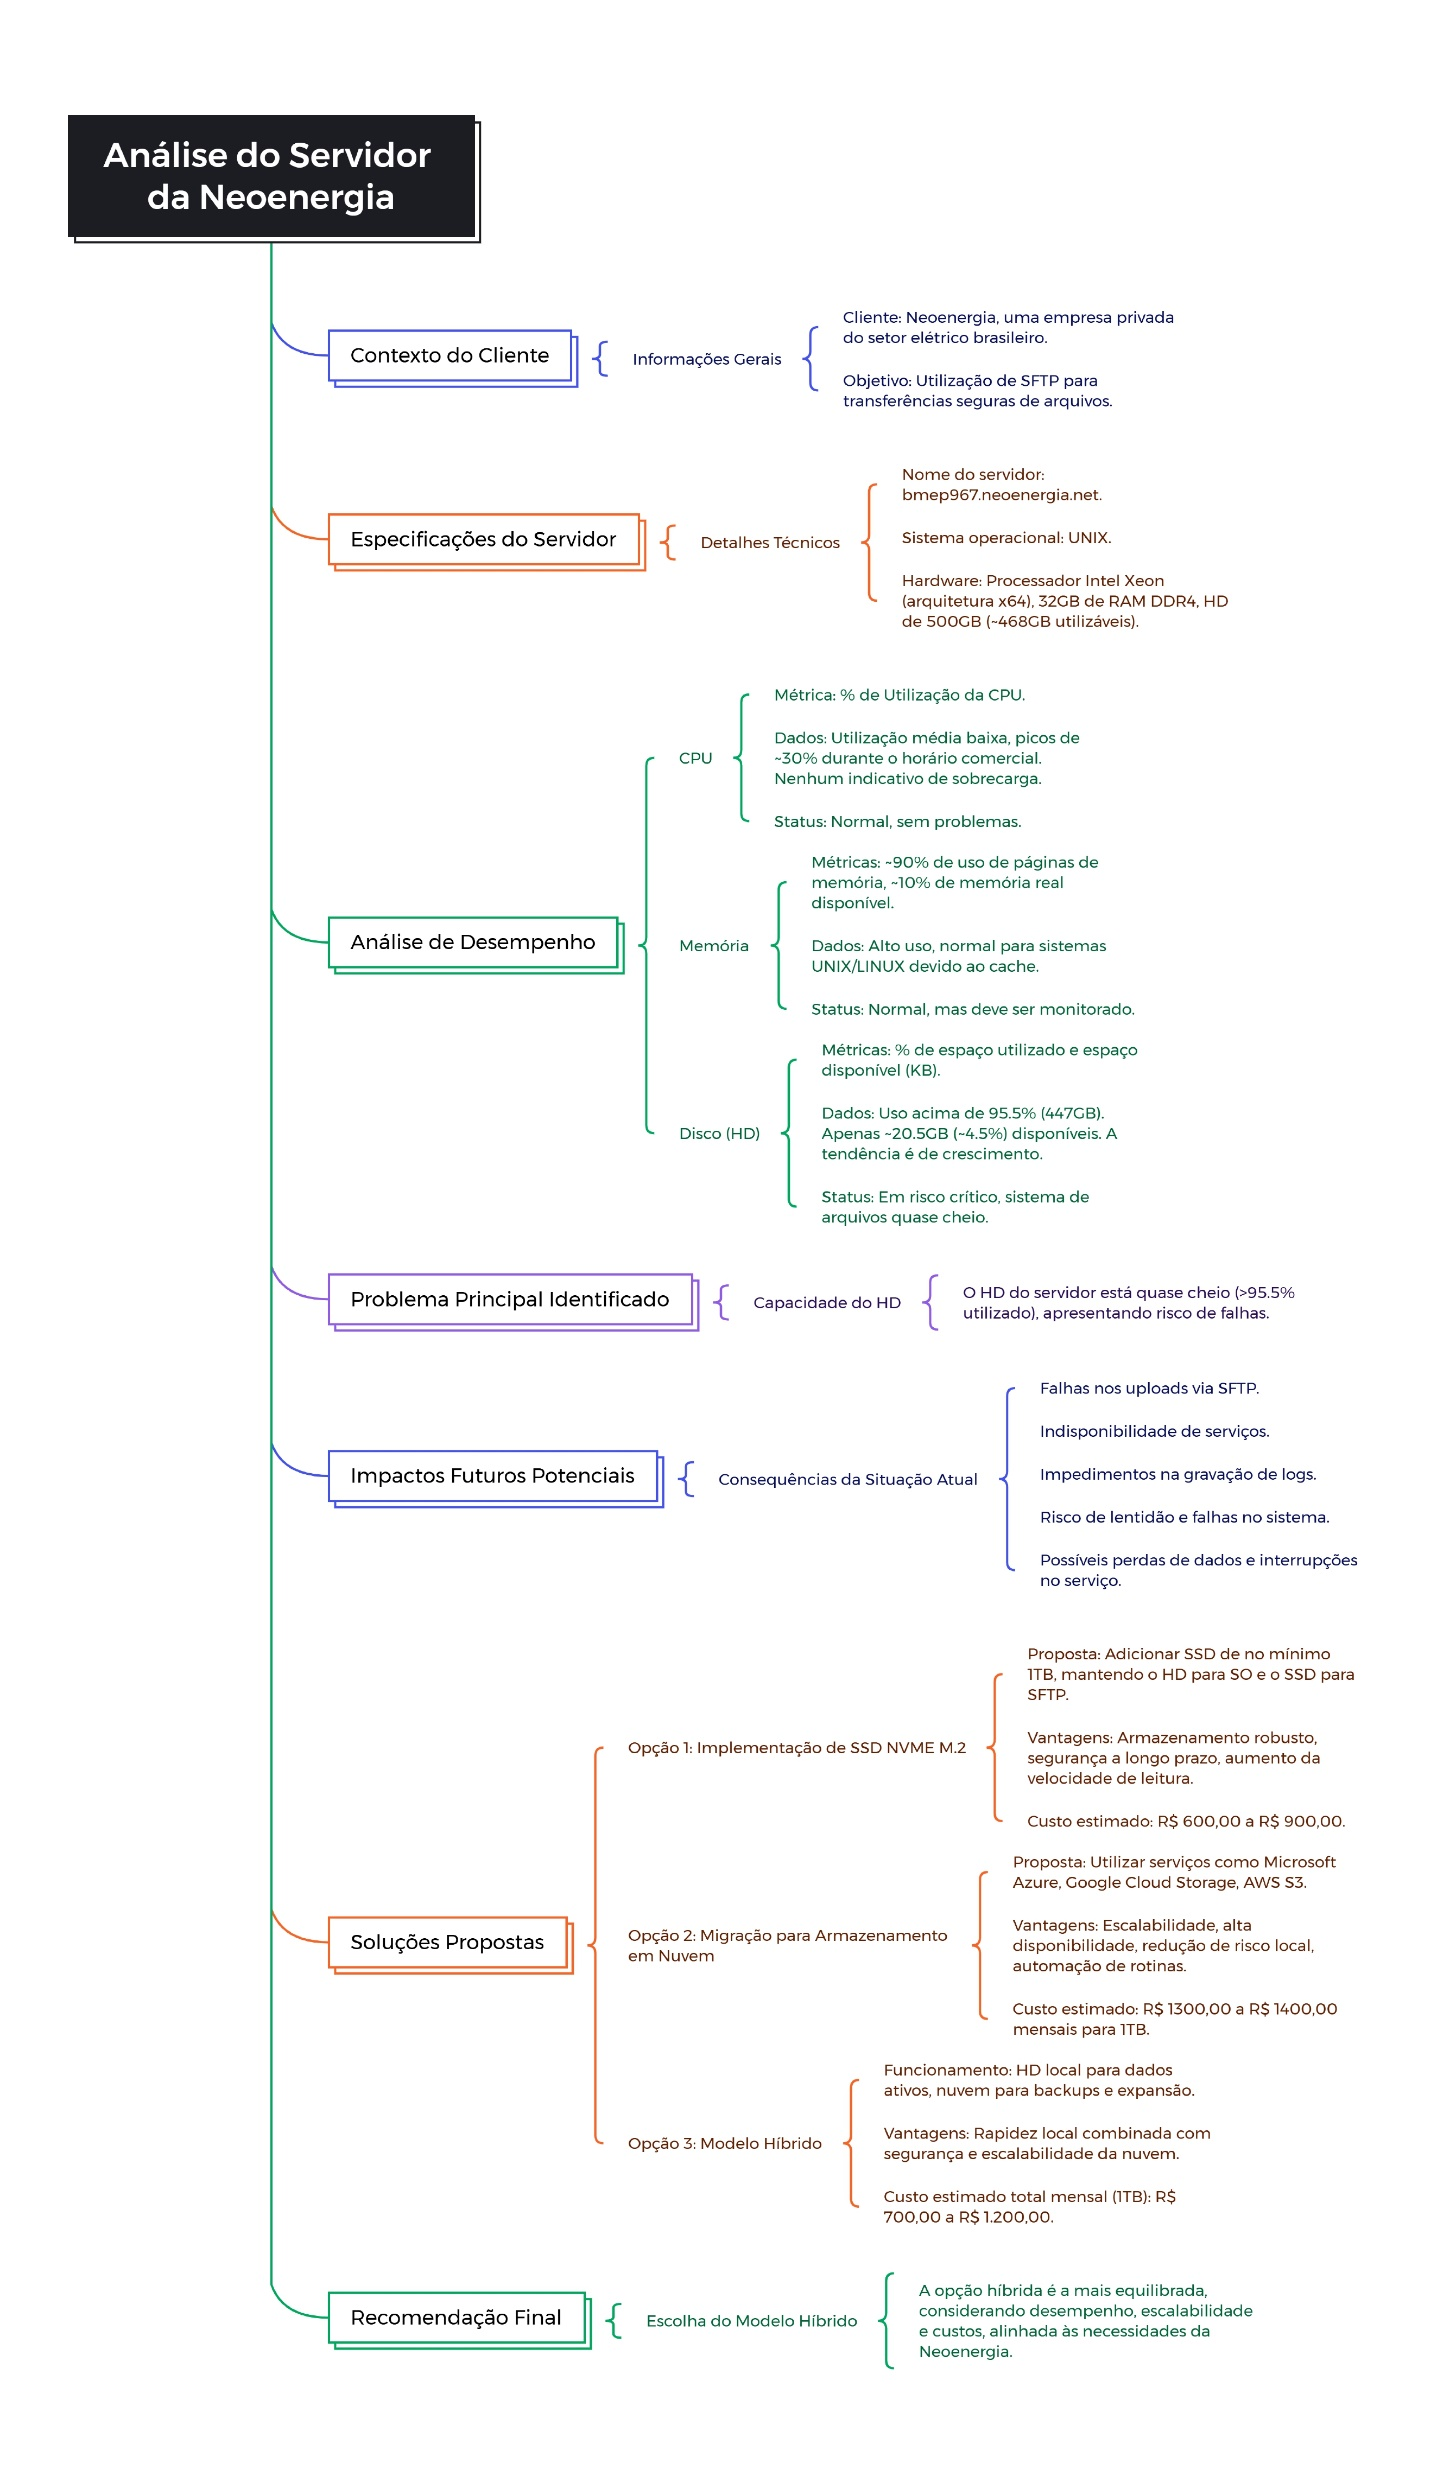 Análise do Servidor
da Neoenergia
Contexto do Cliente
Informações Gerais
Cliente: Neoenergia, uma empresa privada
do setor elétrico brasileiro.
Objetivo: Utilização de SFTP para
transferências seguras de arquivos.
Especificações do Servidor
Detalhes Técnicos
Nome do servidor:
bmep967.neoenergia.net.
Sistema operacional: UNIX.
Hardware: Processador Intel Xeon
(arquitetura x64), 32GB de RAM DDR4, HD
de 500GB (~468GB utilizáveis).
Análise de Desempenho
CPU
Métrica: % de Utilização da CPU.
Dados: Utilização média baixa, picos de
~30% durante o horário comercial.
Nenhum indicativo de sobrecarga.
Status: Normal, sem problemas.
Memória
Métricas: ~90% de uso de páginas de
memória, ~10% de memória real
disponível.
Dados: Alto uso, normal para sistemas
UNIX/LINUX devido ao cache.
Status: Normal, mas deve ser monitorado.
Disco (HD)
Métricas: % de espaço utilizado e espaço
disponível (KB).
Dados: Uso acima de 95.5% (447GB).
Apenas ~20.5GB (~4.5%) disponíveis. A
tendência é de crescimento.
Status: Em risco crítico, sistema de
arquivos quase cheio.
Problema Principal Identificado
Capacidade do HD
O HD do servidor está quase cheio (>95.5%
utilizado), apresentando risco de falhas.
Impactos Futuros Potenciais
Consequências da Situação Atual
Falhas nos uploads via SFTP.
Indisponibilidade de serviços.
Impedimentos na gravação de logs.
Risco de lentidão e falhas no sistema.
Possíveis perdas de dados e interrupções
no serviço.
Soluções Propostas
Opção 1: Implementação de SSD NVME M.2
Proposta: Adicionar SSD de no mínimo
1TB, mantendo o HD para SO e o SSD para
SFTP.
Vantagens: Armazenamento robusto,
segurança a longo prazo, aumento da
velocidade de leitura.
Custo estimado: R$ 600,00 a R$ 900,00.
Opção 2: Migração para Armazenamento
em Nuvem
Proposta: Utilizar serviços como Microsoft
Azure, Google Cloud Storage, AWS S3.
Vantagens: Escalabilidade, alta
disponibilidade, redução de risco local,
automação de rotinas.
Custo estimado: R$ 1300,00 a R$ 1400,00
mensais para 1TB.
Opção 3: Modelo Híbrido
Funcionamento: HD local para dados
ativos, nuvem para backups e expansão.
Vantagens: Rapidez local combinada com
segurança e escalabilidade da nuvem.
Custo estimado total mensal (1TB): R$
700,00 a R$ 1.200,00.
Recomendação Final
Escolha do Modelo Híbrido
A opção híbrida é a mais equilibrada,
considerando desempenho, escalabilidade
e custos, alinhada às necessidades da
Neoenergia.